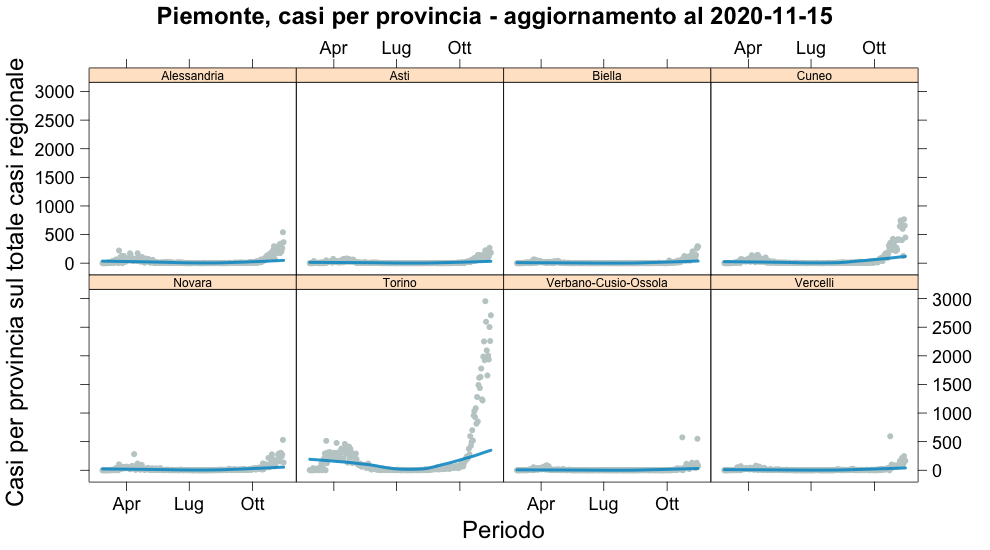 Piemonte, casi per provincia - aggiornamento al 2020-11-15
Apr Lug Ott Apr Lug Ott
Alessandria Asti Biella Cuneo
3000
2500
2000
1500
1000
500
0
Casi per provincia sul totale casi regionale
Novara Torino Verbano-Cusio-Ossola Vercelli
3000
2500
2000
1500
1000
500
0
Apr Lug Ott Apr Lug Ott
Periodo